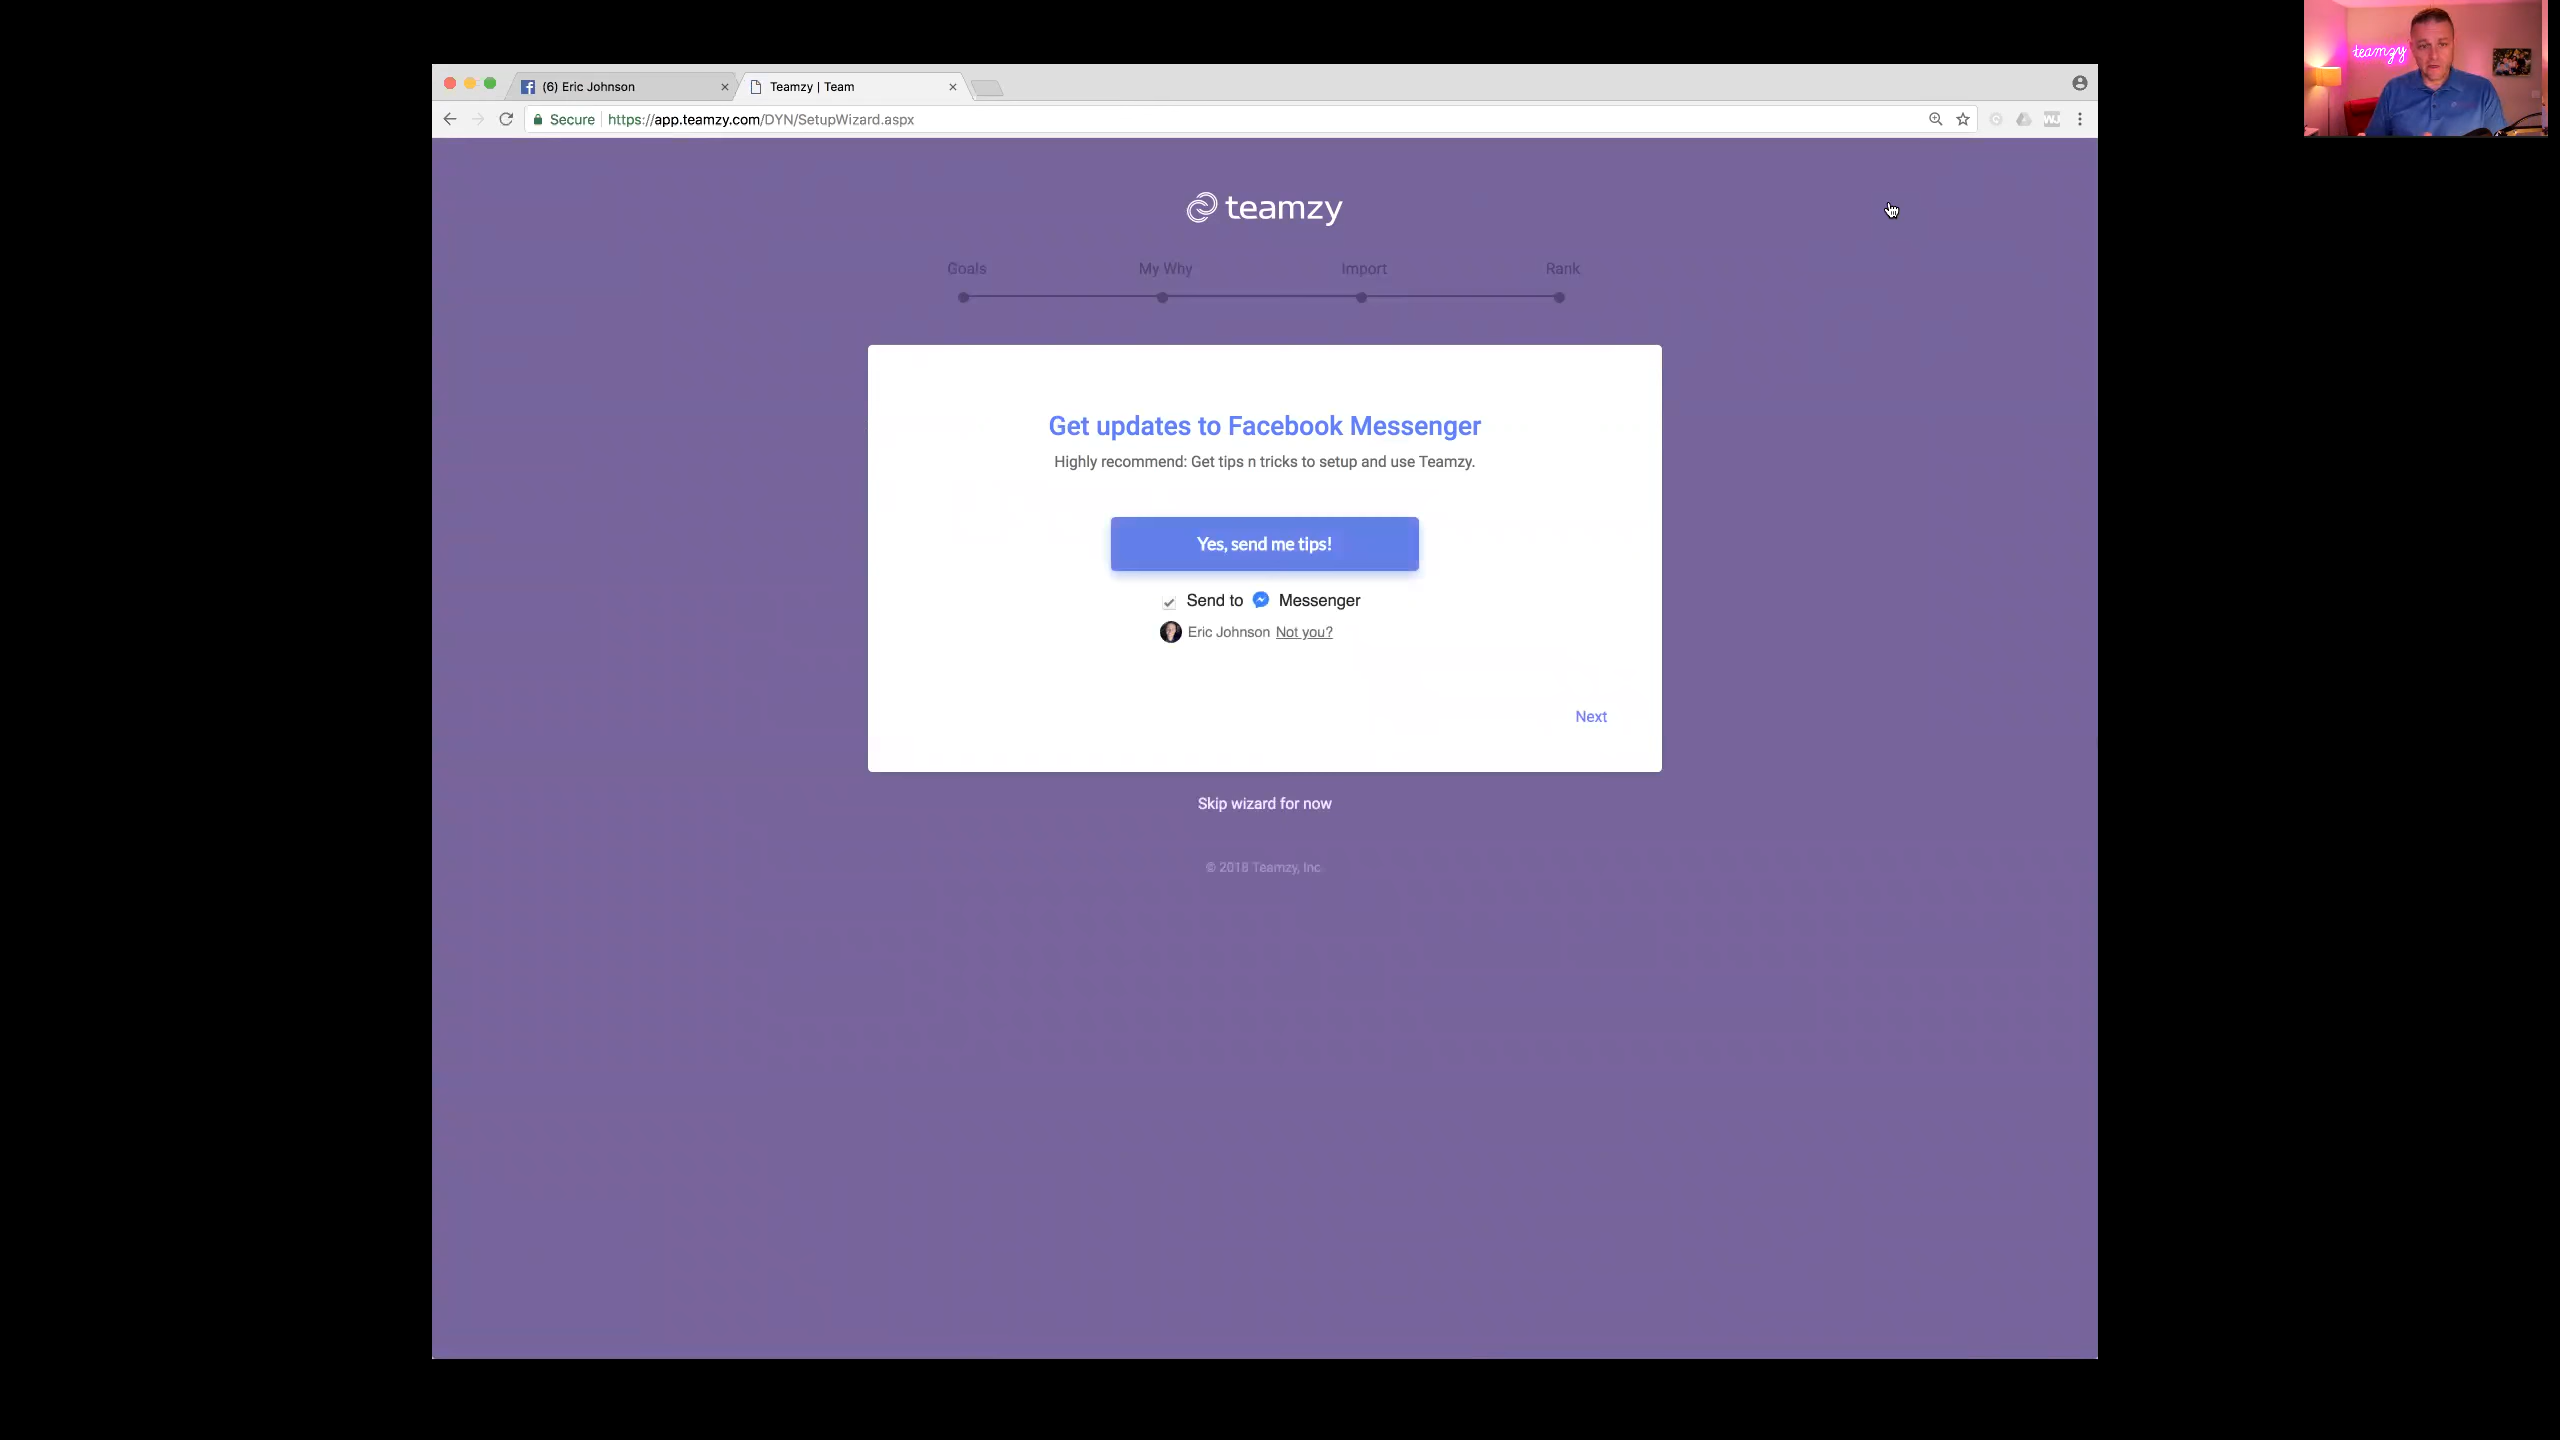 (6) Eric Johnson
Teamzy | Team
Secure https://app.teamzy.com/DYN/SetupWizard.aspx
teamzy
teamzy
Goals My Why Import Rank
Get updates to Facebook Messenger
Highly recommend: Get tips n tricks to setup and use Teamzy.
Yes, send me tips!
Send to Messenger
Eric Johnson Not you?
Next
Skip wizard for now
© 2018 Teamzy, Inc.